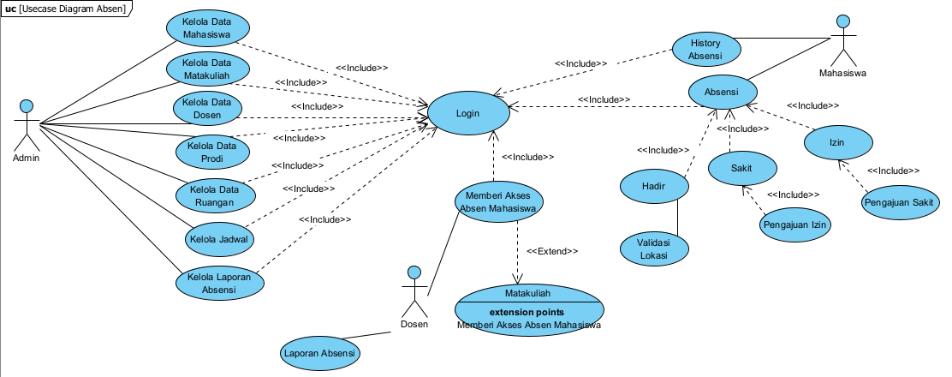 uc [Usecase Diagram Absen]
Kelola Data
Mahasiswa
Kelola Data
Matakuliah
Kelola Data
Dosen
Kelola Data
Prodi
Kelola Data
Ruangan
Kelola Jadwal
Kelola Laporan
Absensi
Admin
<<Include>>
<<Include>>
<<Include>>
<<Include>>
<<Include>>
<<Include>>
<<Include>>
Login
<<Include>>
Memberi Akses
Absen Mahasiswa
<<Extend>>
Matakuliah
extension points
Memberi Akses Absen Mahasiswa
Dosen
Laporan Absensi
<<Include>>
<<Include>>
History
Absensi
Mahasiswa
Absensi
<<Include>>
<<Include>>
<<Include>>
Hadir
Validasi
Lokasi
Sakit
<<Include>>
Pengajuan Izin
Izin
<<Include>>
Pengajuan Sakit